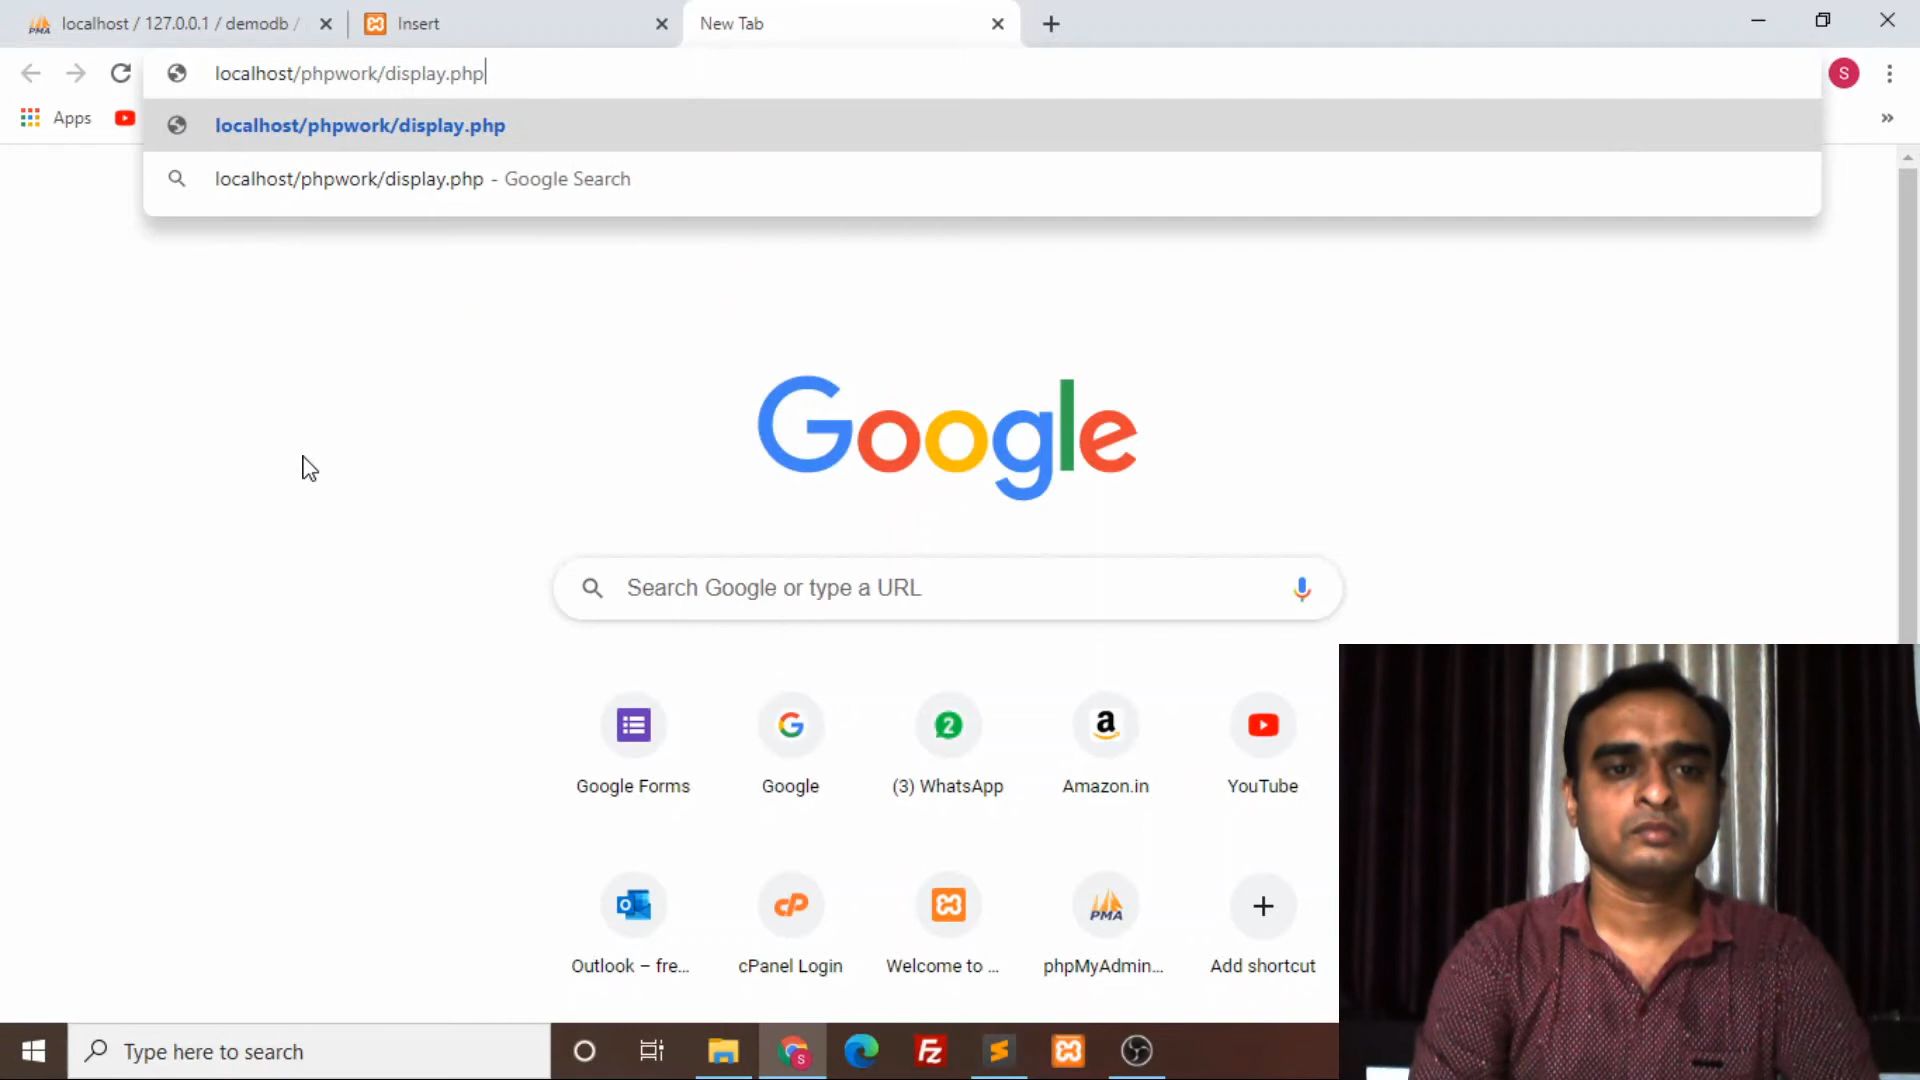 localhost / 127.0.0.1 / demodb /
Insert
New Tab
localhost/phpwork/display.php
S
Apps
localhost/phpwork/display.php
localhost/phpwork/display.php - Google Search
Google
Search Google or type a URL
Google Forms
Google
(3) WhatsApp
Amazon.in
YouTube
Outlook – fre...
cPanel Login
Welcome to ...
phpMyAdmin...
Add shortcut
Type here to search